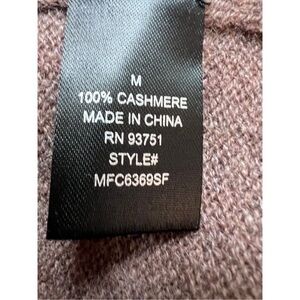 M
100% CASHMERE
MADE IN CHINA
RN 93751
STYLE#
MFC6369SF